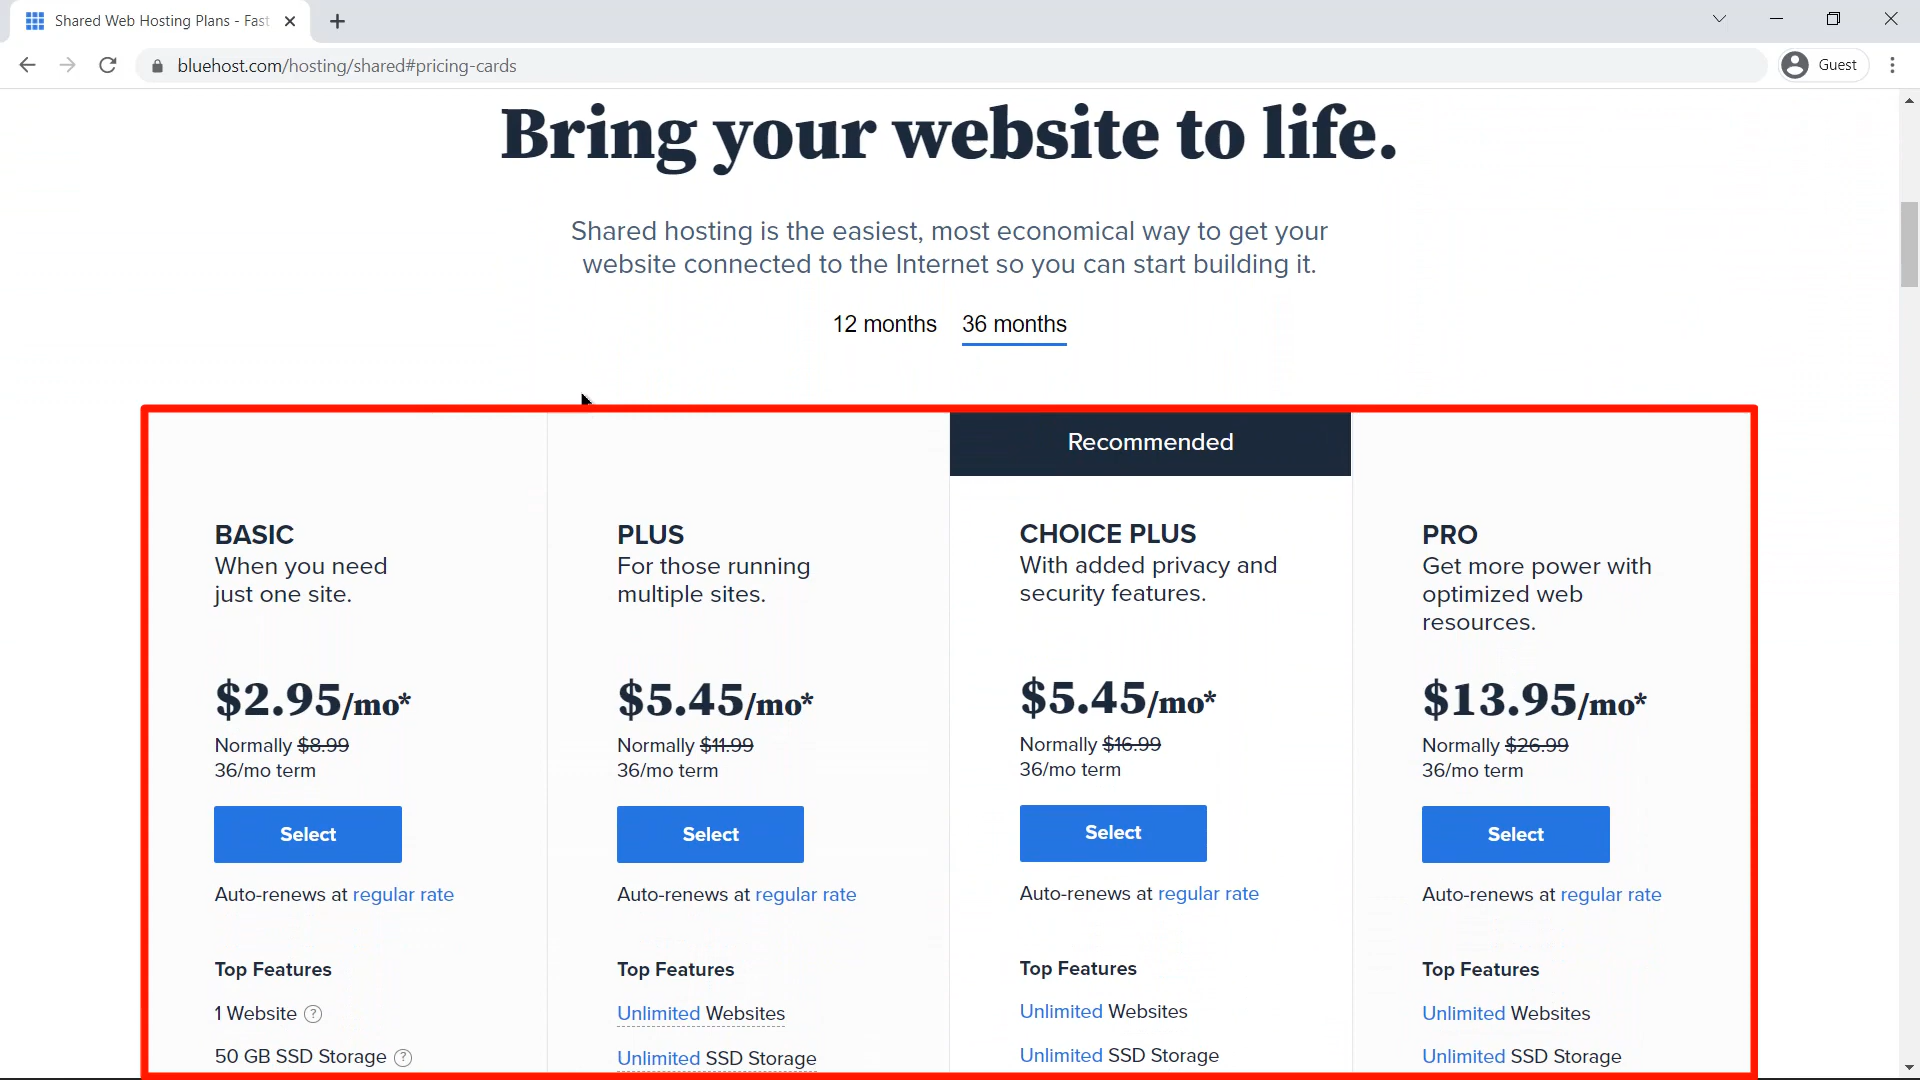 Shared Web Hosting Plans - Fast
bluehost.com/hosting/shared#pricing-cards
Guest
Bring your website to life.
Shared hosting is the easiest, most economical way to get your
website connected to the Internet so you can start building it.
12 months 36 months
Recommended
BASIC
When you need
just one site.
$2.95/mo*
Normally $8.99
36/mo term
Select
Auto-renews at regular rate
Top Features
1 Website ?
50 GB SSD Storage ?
PLUS
For those running
multiple sites.
$5.45/mo*
Normally $11.99
36/mo term
Select
Auto-renews at regular rate
Top Features
Unlimited Websites
Unlimited SSD Storage
CHOICE PLUS
With added privacy and
security features.
$5.45/mo*
Normally $16.99
36/mo term
Select
Auto-renews at regular rate
Top Features
Unlimited Websites
Unlimited SSD Storage
PRO
Get more power with
optimized web
resources.
$13.95/mo*
Normally $26.99
36/mo term
Select
Auto-renews at regular rate
Top Features
Unlimited Websites
Unlimited SSD Storage